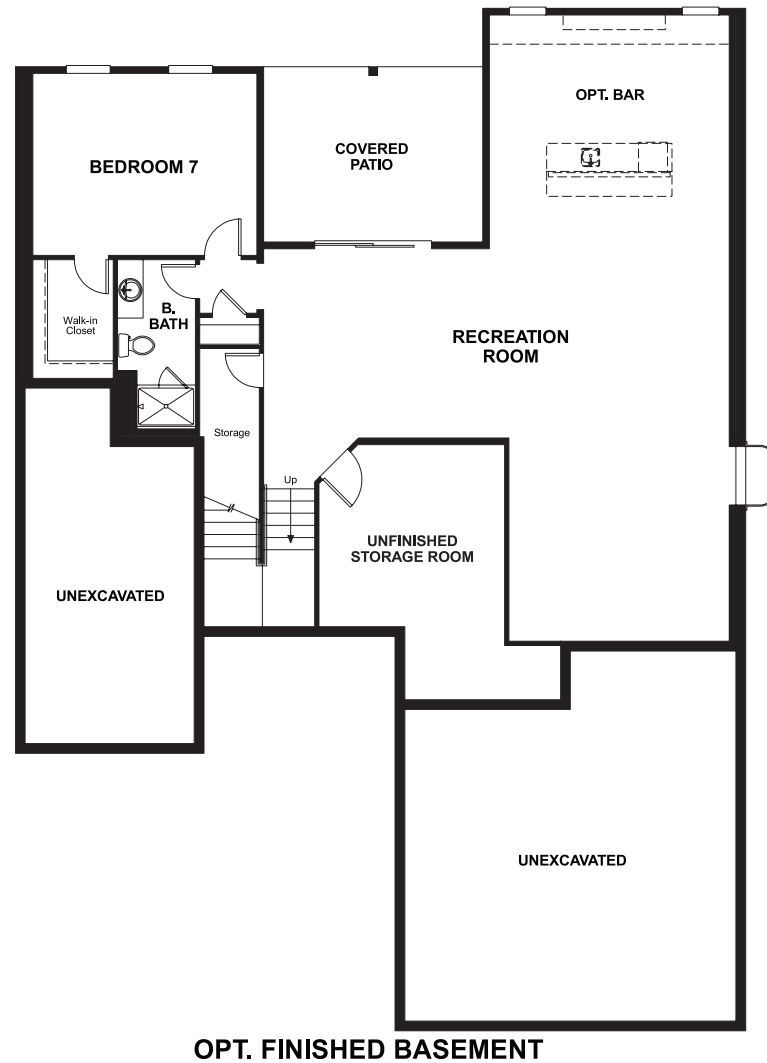 OPT. BAR
COVERED
PATIO
BEDROOM 7
Walk-in
Closet
B.
BATH
RECREATION
ROOM
Storage
Up
UNFINISHED
STORAGE ROOM
UNEXCAVATED
UNEXCAVATED
OPT. FINISHED BASEMENT